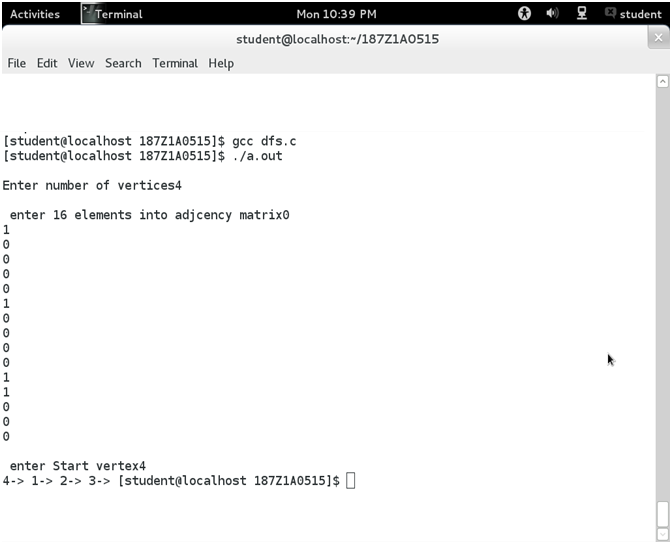 Activities Terminal Mon 10:39 PM student
student@localhost:~/187Z1A0515
File Edit View Search Terminal Help
[student@localhost 187Z1A0515]$ gcc dfs.c
[student@localhost 187Z1A0515]$ ./a.out
Enter number of vertices4
enter 16 elements into adjcency matrix0
1
0
0
0
0
1
0
0
0
0
1
1
0
0
0
enter Start vertex4
4-> 1-> 2-> 3-> [student@localhost 187Z1A0515]$